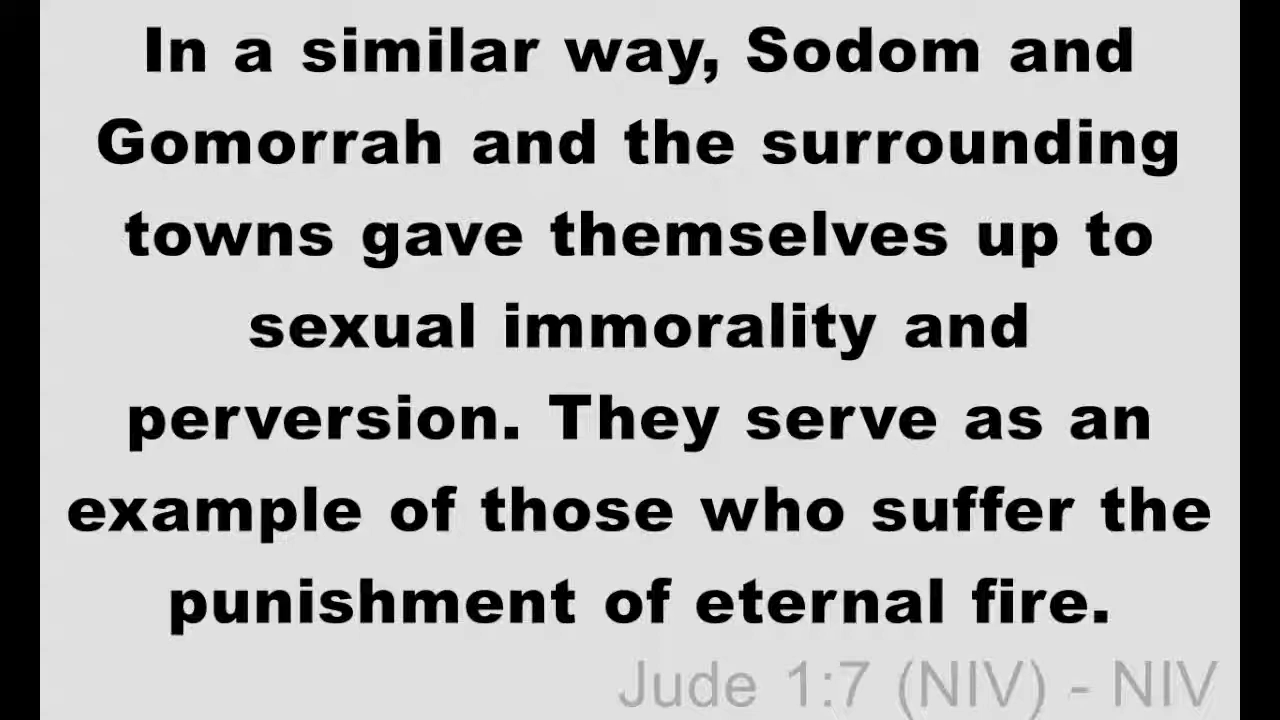 In a similar way, Sodom and
Gomorrah and the surrounding
towns gave themselves up to
sexual immorality and
perversion. They serve as an
example of those who suffer the
punishment of eternal fire.
Jude 1:7 (NIV) - NIV